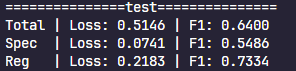 ===============test===============
Total | Loss: 0.5146 | F1: 0.6400
Spec  | Loss: 0.0741 | F1: 0.5486
Reg   | Loss: 0.2183 | F1: 0.7334